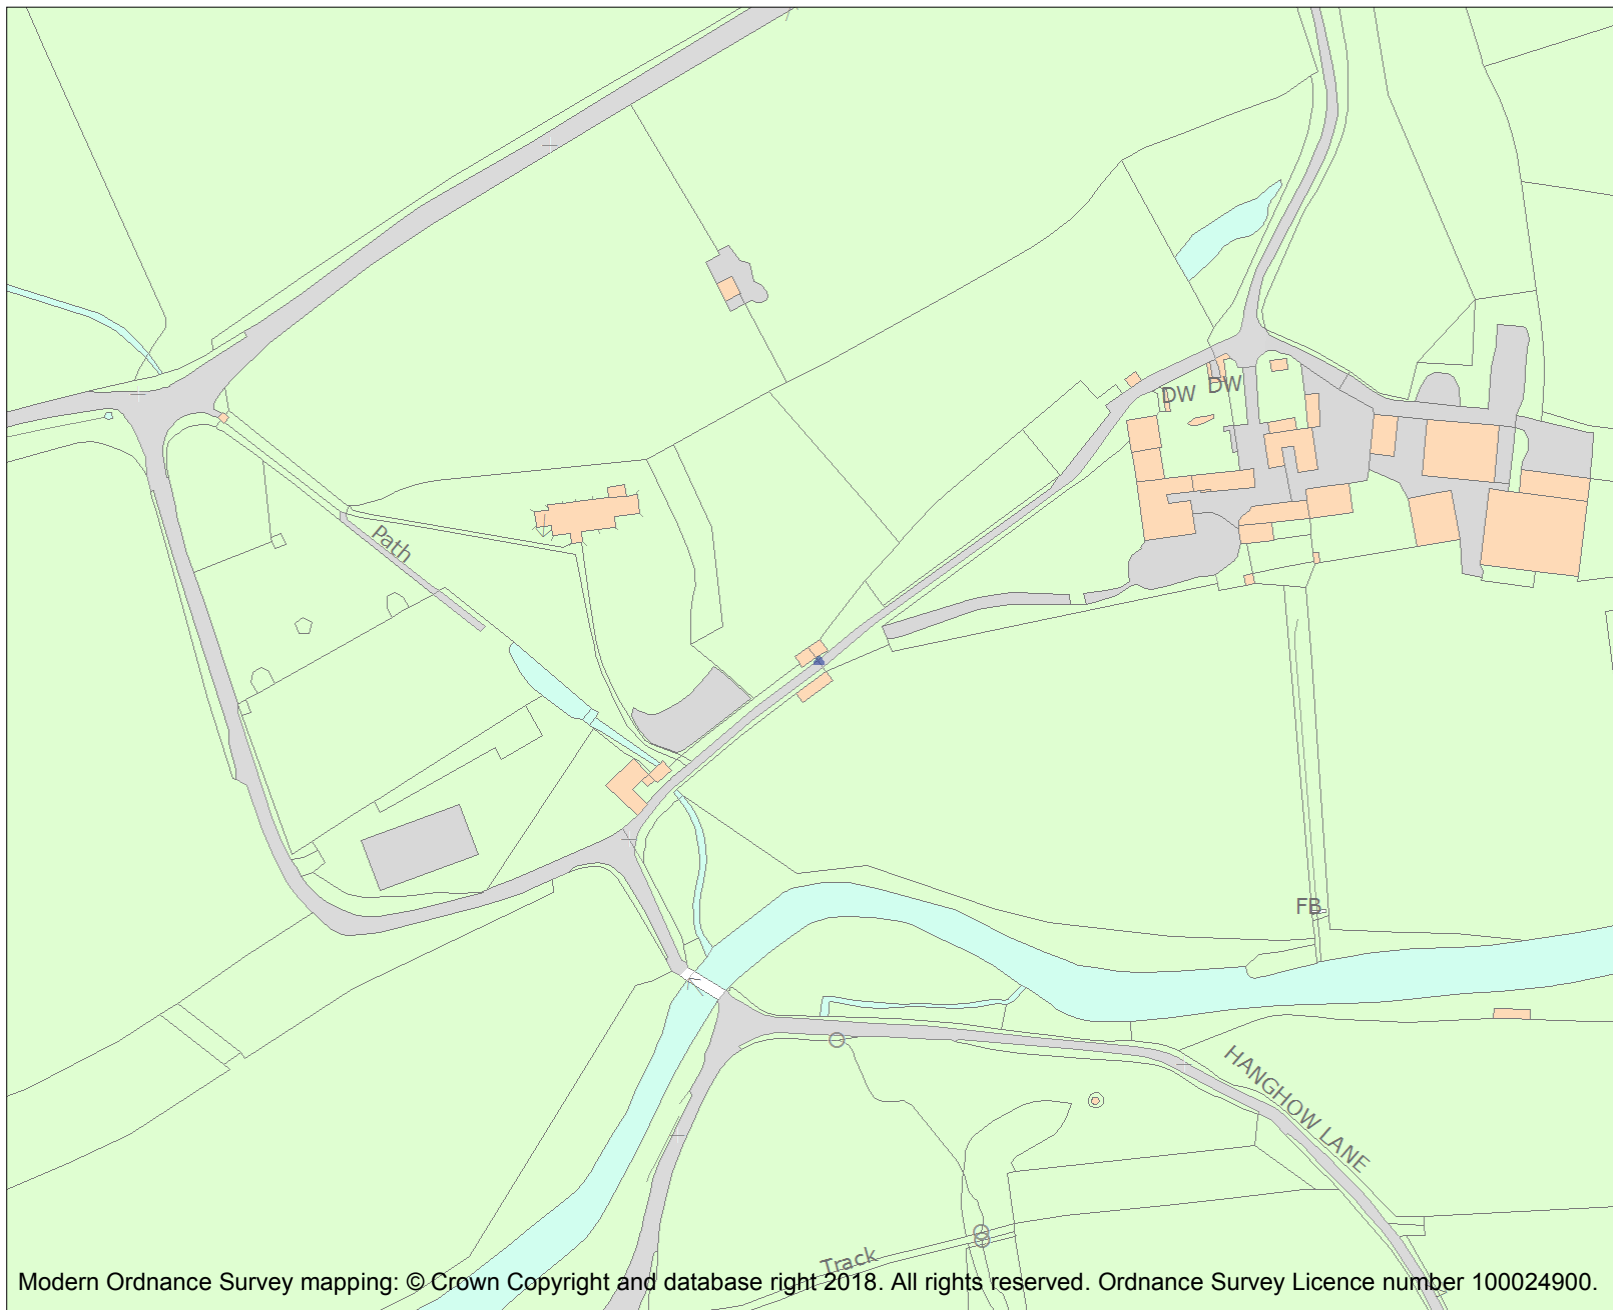 DW DW
Path
FB
HANGHOW LANE
Track
Modern Ordnance Survey mapping: © Crown Copyright and database right 2018. All rights reserved. Ordnance Survey Licence number 100024900.